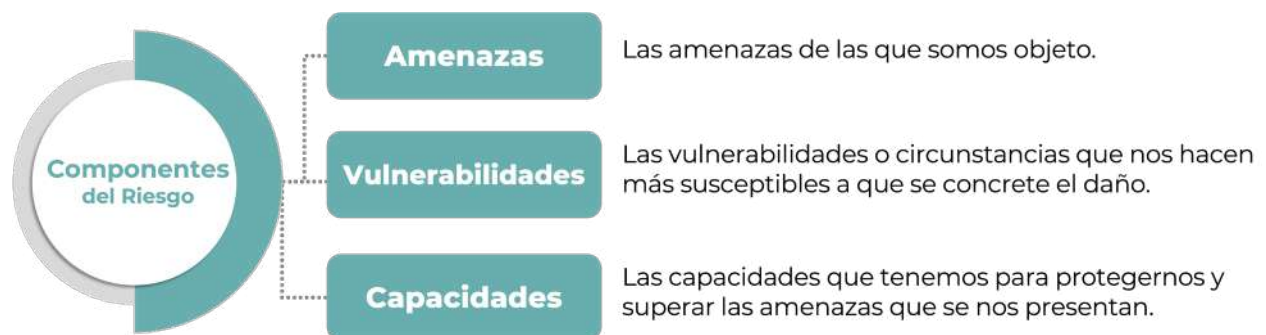 Componentes
del Riesgo
Amenazas
Las amenazas de las que somos objeto.
Vulnerabilidades
Las vulnerabilidades o circunstancias que nos hacen
más susceptibles a que se concrete el daño.
Capacidades
Las capacidades que tenemos para protegernos y
superar las amenazas que se nos presentan.